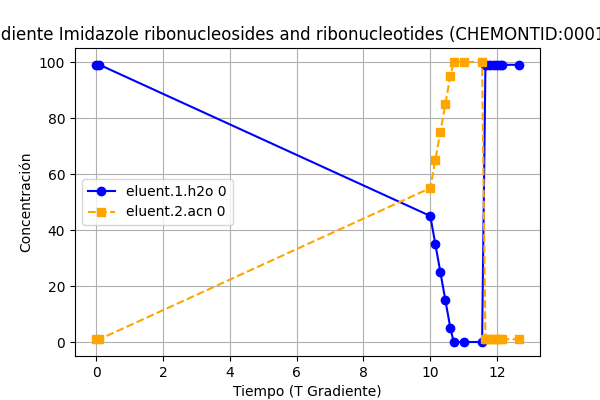 diente Imidazole ribonucleosides and ribonucleotides (CHEMONTID:0001
100
80
60
40
20
0
Concentración
eluent.1.h2o 0
eluent.2.acn 0
0 2 4 6 8 10 12
Tiempo (T Gradiente)